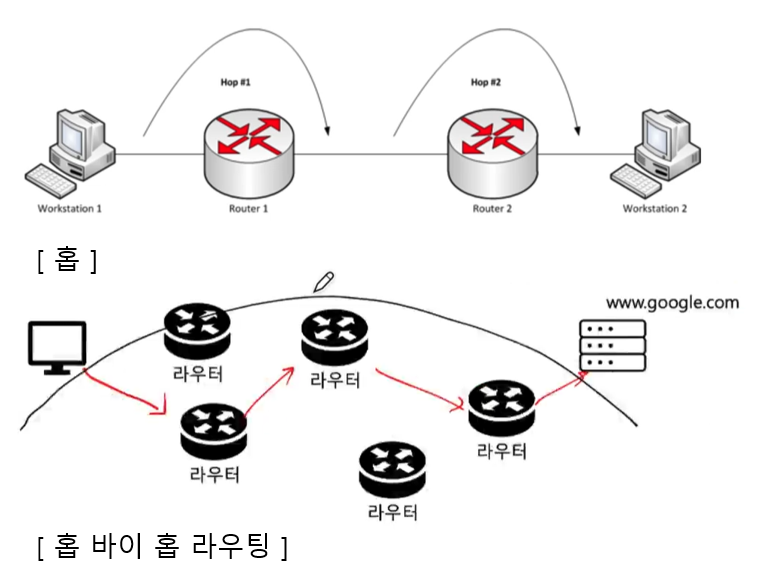 Hop #1
Hop #2
Workstation 1
Router 1
Router 2
Workstation 2
[ 홉 ]
www.google.com
라우터
라우터
라우터
라우터
라우터
[ 홉 바이 홉 라우팅 ]